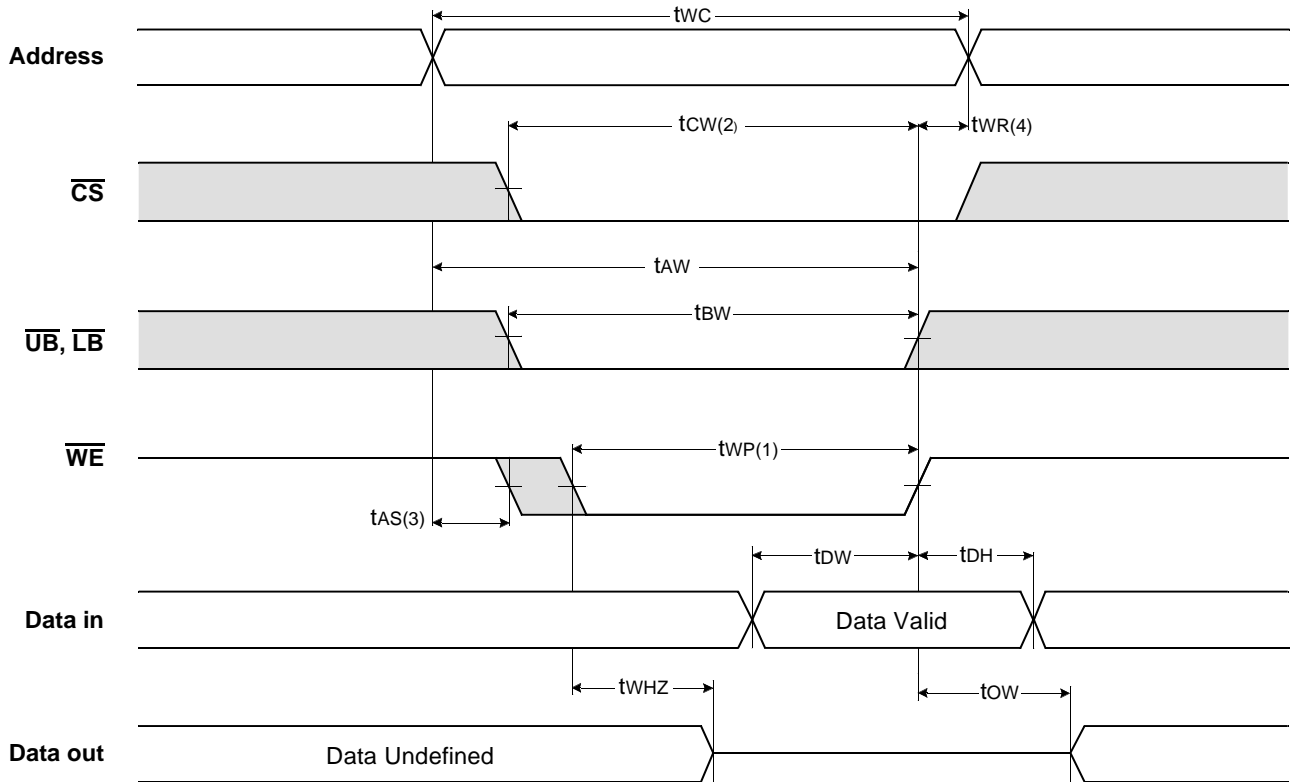 tWC
Address
tCW(2)
tWR(4)
CS
tAW
tBW
UB, LB
tWP(1)
WE
tAS(3)
tDW
tDH
Data in
Data Valid
tWHZ
tOW
Data out
Data Undefined